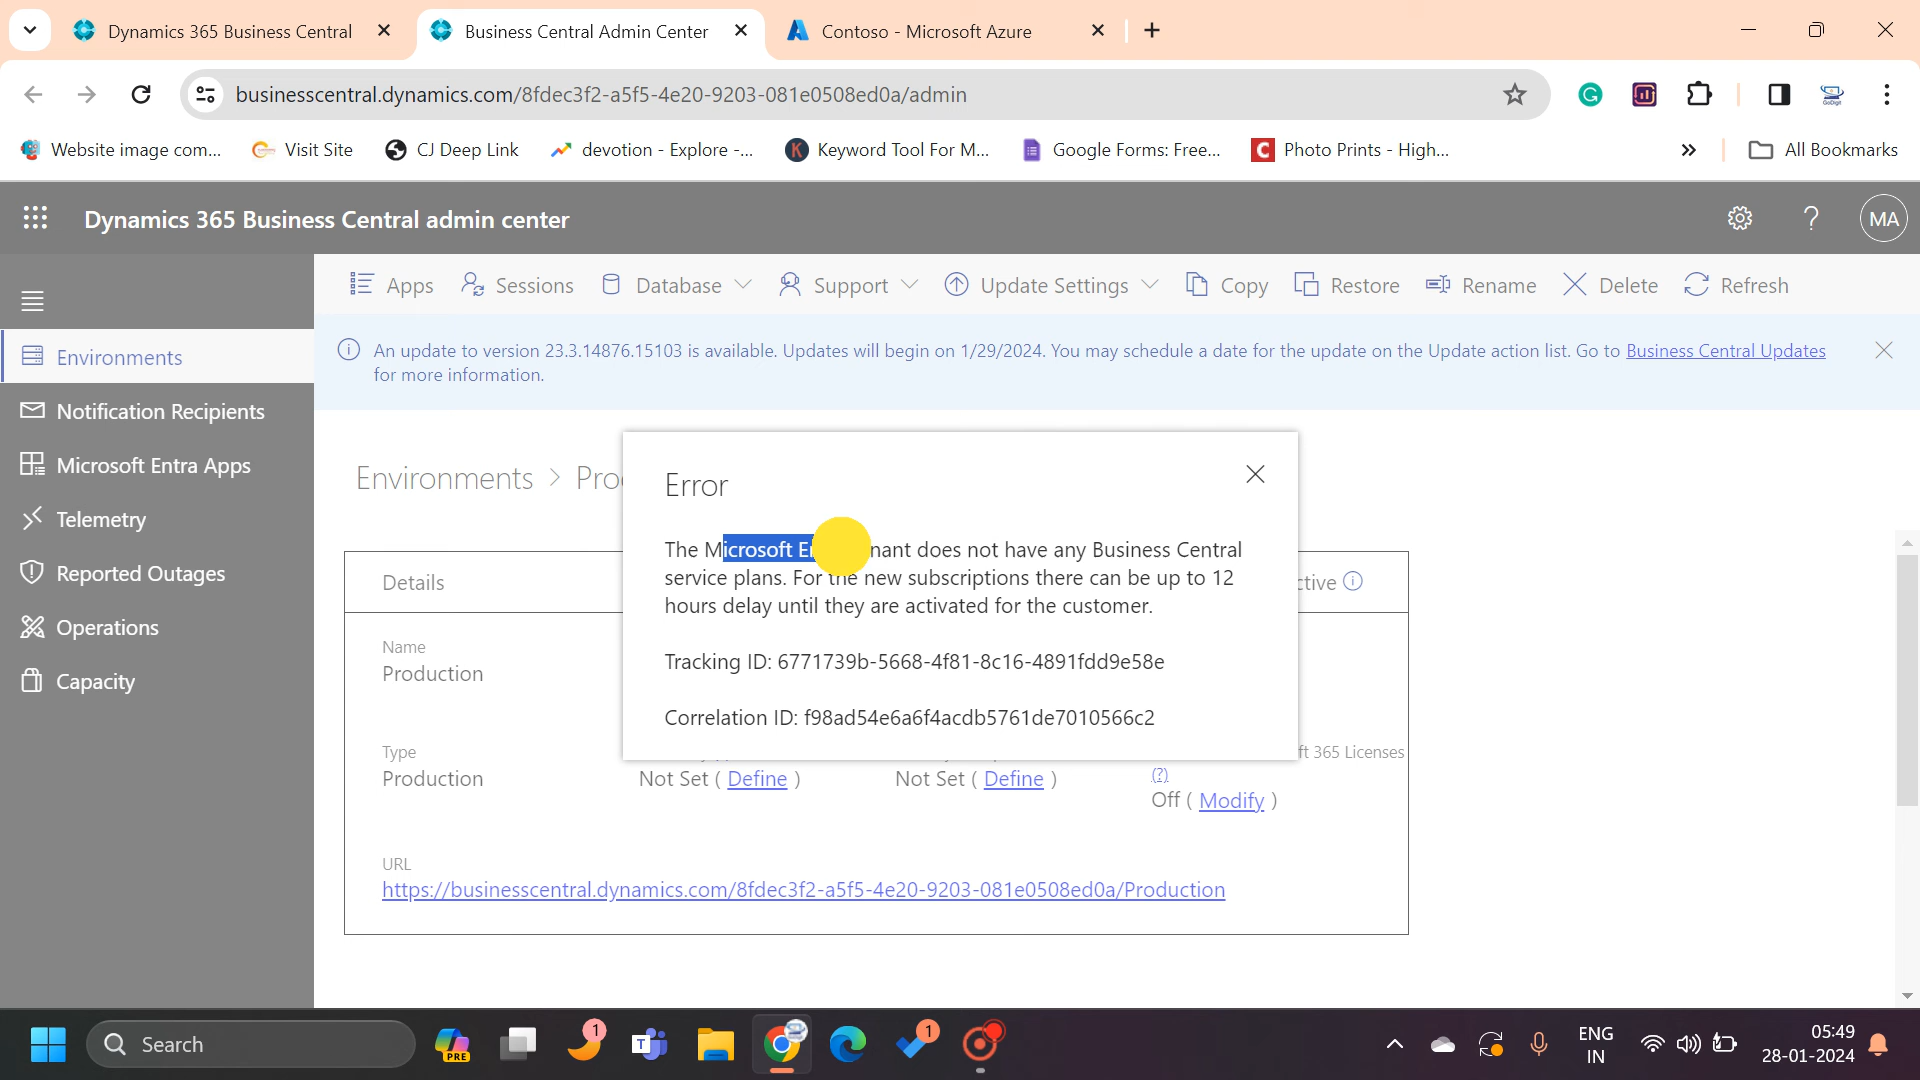 Dynamics 365 Business Central
Business Central Admin Center
Contoso - Microsoft Azure
businesscentral.dynamics.com/8fdec3f2-a5f5-4e20-9203-081e0508ed0a/admin
Website image com...
Visit Site
CJ Deep Link
devotion - Explore -...
Keyword Tool For M...
Google Forms: Free...
Photo Prints - High...
All Bookmarks
Dynamics 365 Business Central admin center
MA
Apps
Sessions
Database
Support
Update Settings
Copy
Restore
Rename
Delete
Refresh
An update to version 23.3.14876.15103 is available. Updates will begin on 1/29/2024. You may schedule a date for the update on the Update action list. Go to Business Central Updates
for more information.
Environments
Notification Recipients
Microsoft Entra Apps
Telemetry
Reported Outages
Operations
Capacity
Environments > Pro
Error
The Microsoft E nant does not have any Business Central
service plans. For the new subscriptions there can be up to 12
hours delay until they are activated for the customer.
Tracking ID: 6771739b-5668-4f81-8c16-4891fdd9e58e
Correlation ID: f98ad54e6a6f4acdb5761de7010566c2
Details
ctive
Name
Production
Type
Production
Not Set ( Define )
Not Set ( Define )
ft 365 Licenses
(?)
Off ( Modify )
URL
https://businesscentral.dynamics.com/8fdec3f2-a5f5-4e20-9203-081e0508ed0a/Production
Search
PRE
1
1
ENG
IN
05:49
28-01-2024